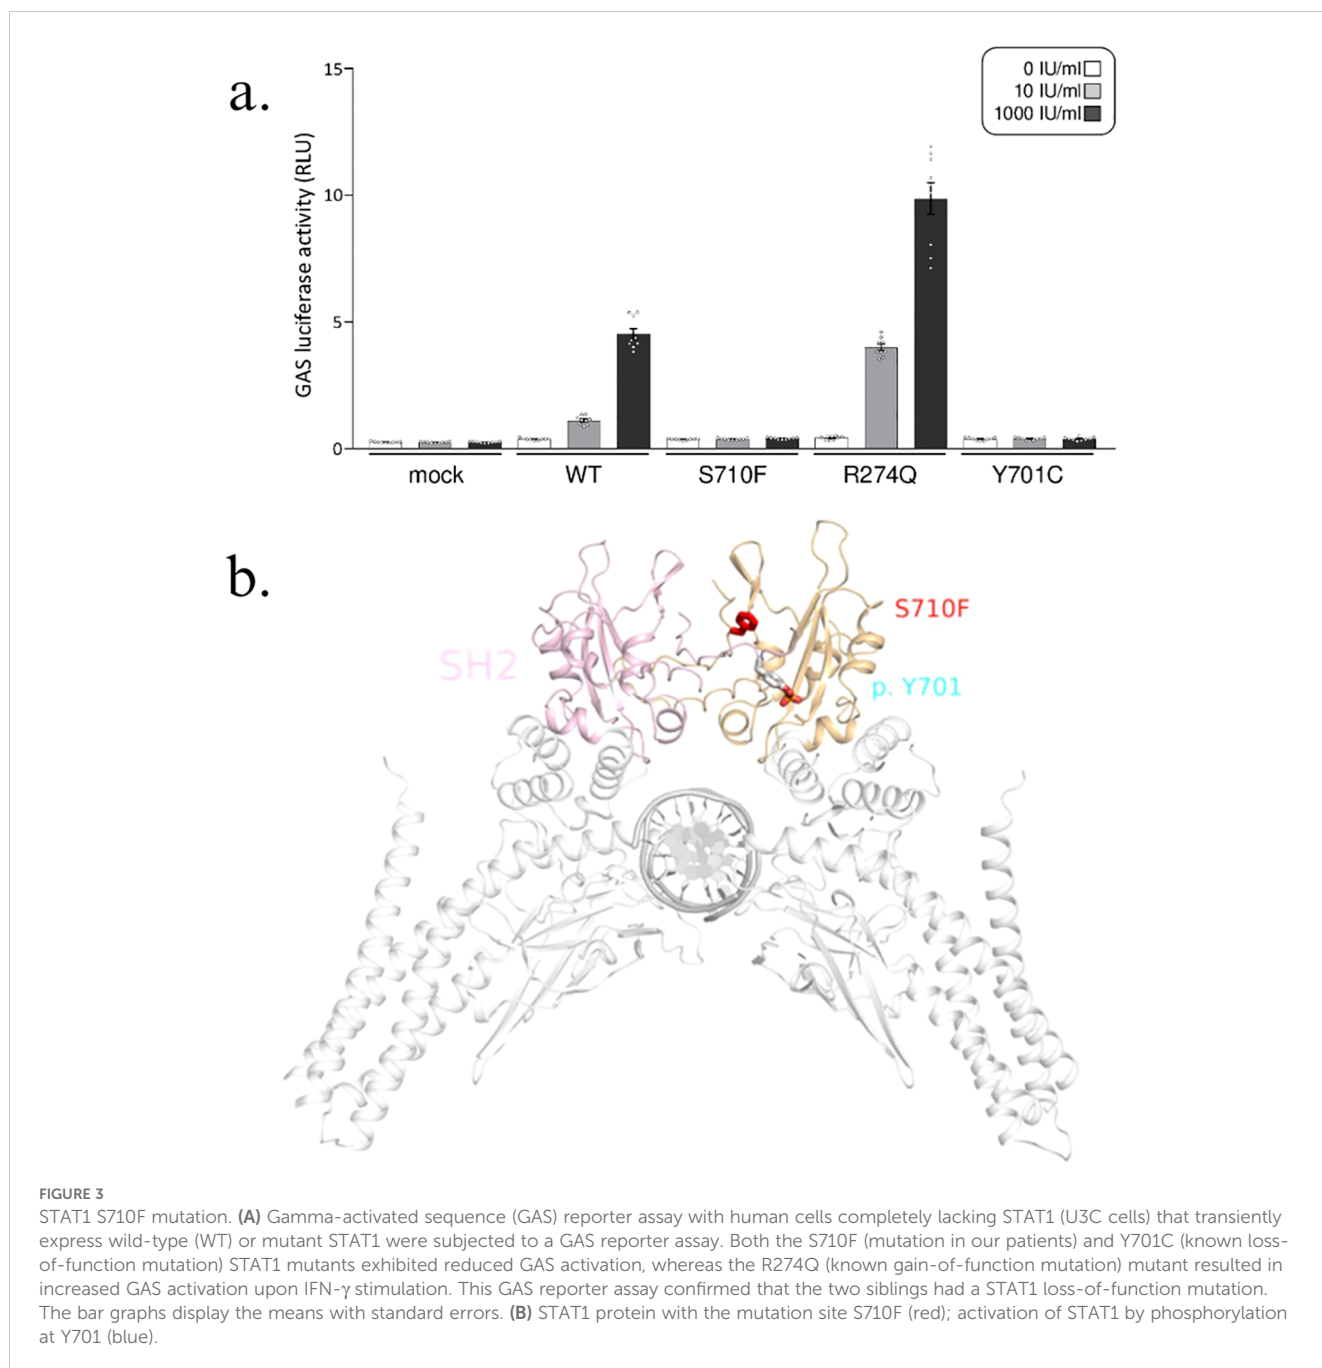 a.
0 IU/ml
10 IU/ml
1000 IU/ml
GAS luciferase activity (RLU)
15
10
5
0
mock WT S710F R274Q Y701C
b.
SH2
S710F
p. Y701
FIGURE 3
STAT1 S710F mutation. (A) Gamma-activated sequence (GAS) reporter assay with human cells completely lacking STAT1 (U3C cells) that transiently
express wild-type (WT) or mutant STAT1 were subjected to a GAS reporter assay. Both the S710F (mutation in our patients) and Y701C (known loss-
of-function mutation) STAT1 mutants exhibited reduced GAS activation, whereas the R274Q (known gain-of-function mutation) mutant resulted in
increased GAS activation upon IFN-γ stimulation. This GAS reporter assay confirmed that the two siblings had a STAT1 loss-of-function mutation.
The bar graphs display the means with standard errors. (B) STAT1 protein with the mutation site S710F (red); activation of STAT1 by phosphorylation
at Y701 (blue).